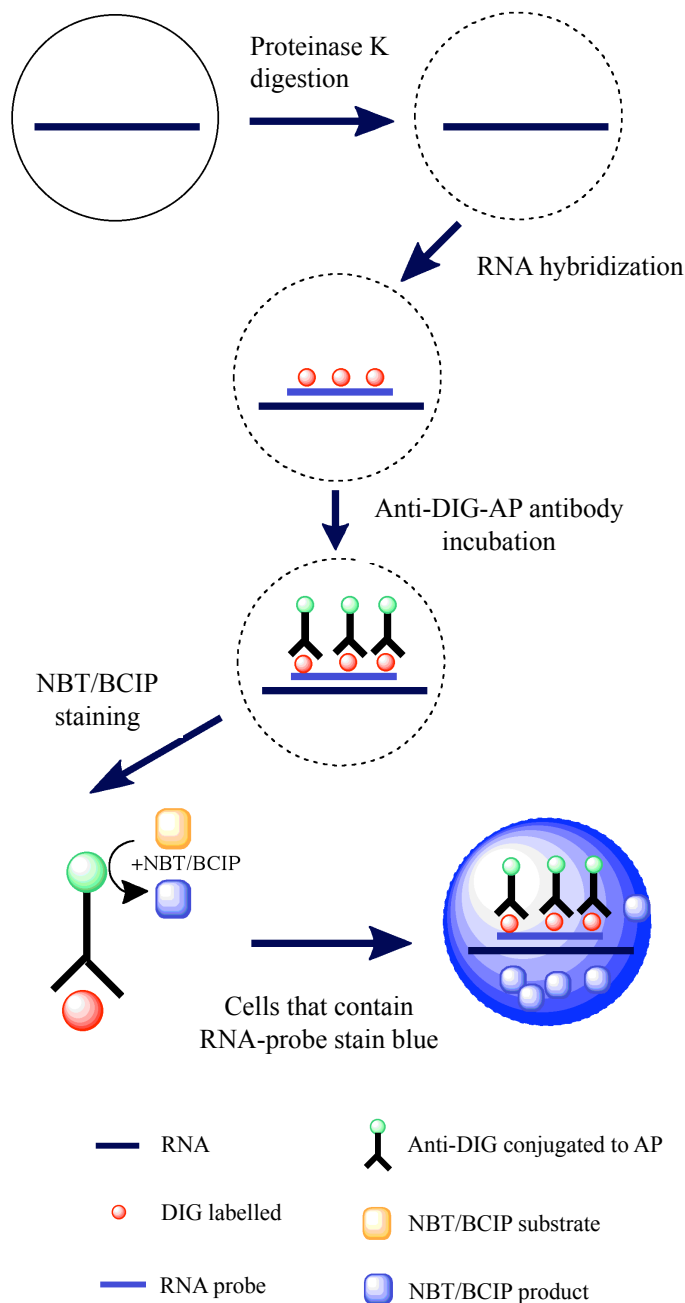 Proteinase K
digestion
RNA hybridization
Anti-DIG-AP antibody
incubation
NBT/BCIP
staining
+NBT/BCIP
Cells that contain
RNA-probe stain blue
RNA
Anti-DIG conjugated to AP
DIG labelled
NBT/BCIP substrate
RNA probe
NBT/BCIP product